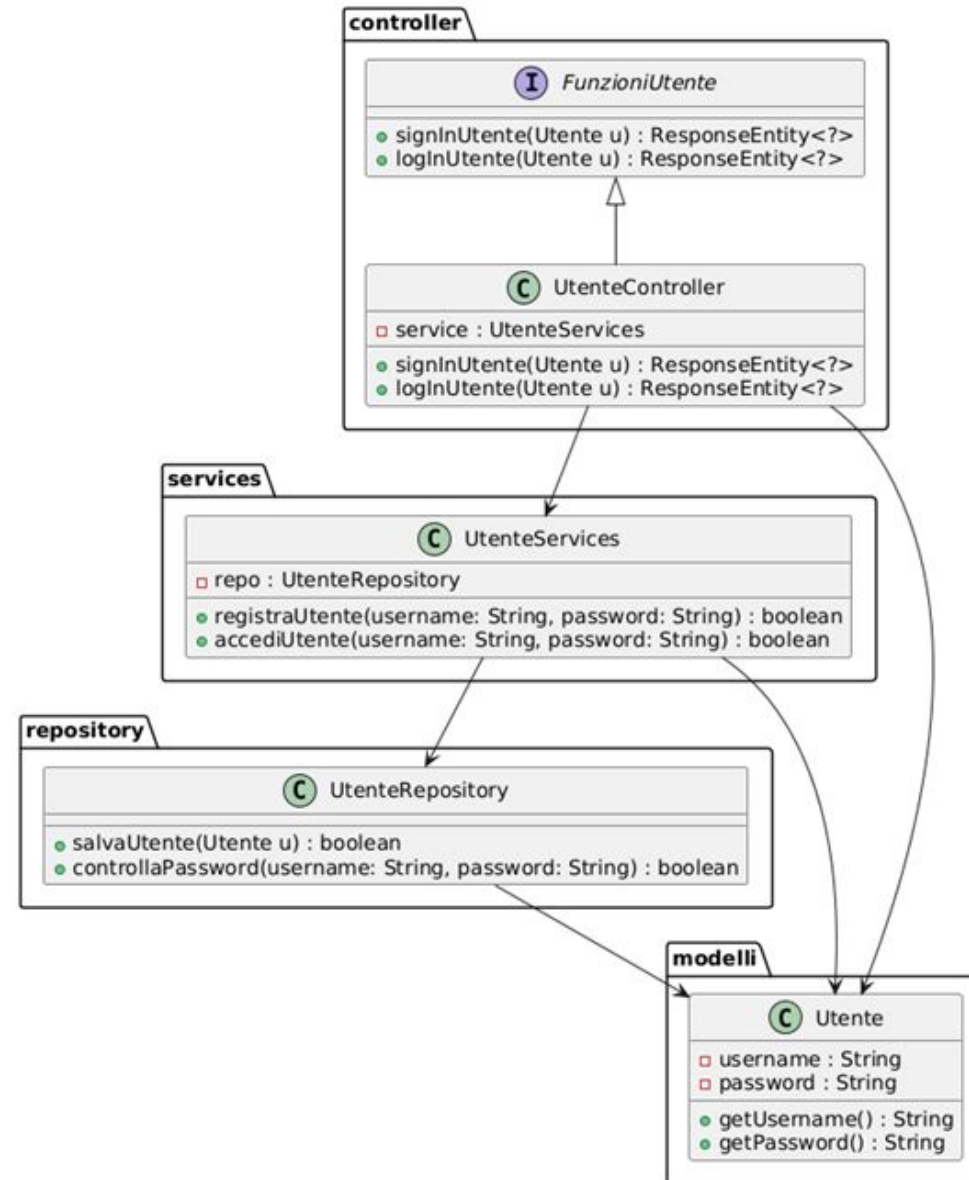 controller
I FunzioniUtente
signInUtente(Utente u) : ResponseEntity<?>
logInUtente(Utente u) : ResponseEntity<?>
C UtenteController
service : UtenteServices
signInUtente(Utente u) : ResponseEntity<?>
logInUtente(Utente u) : ResponseEntity<?>
services
C UtenteServices
repo : UtenteRepository
registraUtente(username: String, password: String) : boolean
accediUtente(username: String, password: String) : boolean
repository
C UtenteRepository
salvaUtente(Utente u) : boolean
controllaPassword(username: String, password: String) : boolean
modelli
C Utente
username : String
password : String
getUsername() : String
getPassword() : String